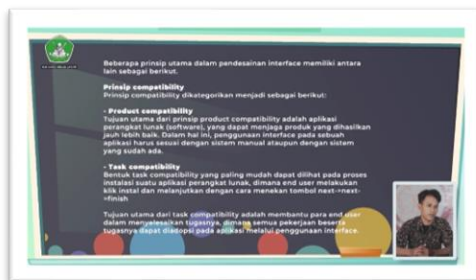 Beberapa prinsip utama dalam pendesainan interface memiliki antara
lain sebagai berikut.
Prinsip compatibility
Prinsip compatibility dikategorikan menjadi sebagai berikut:
- Product compatibility
Tujuan utama dari prinsip product compatibility adalah aplikasi
perangkat lunak (software), yang dapat menjaga produk yang dihasilkan
jauh lebih baik. Dalam hal ini, penggunaan interface pada sebuah
aplikasi harus sesuai dengan sistem manual ataupun dengan sistem
yang sudah ada.
- Task compatibility
Bentuk task compatibility yang paling mudah dapat dilihat pada proses
instalasi suatu aplikasi perangkat lunak, dimana end user melakukan
klik instal dan melanjutkan dengan cara menekan tombol next->next-
>finish
Tujuan utama dari task compatibility adalah membantu para end user
dalam menyelesaikan tugasnya, dimana semua pekerjaan beserta
tugasnya dapat diadopsi pada aplikasi melalui penggunaan interface.